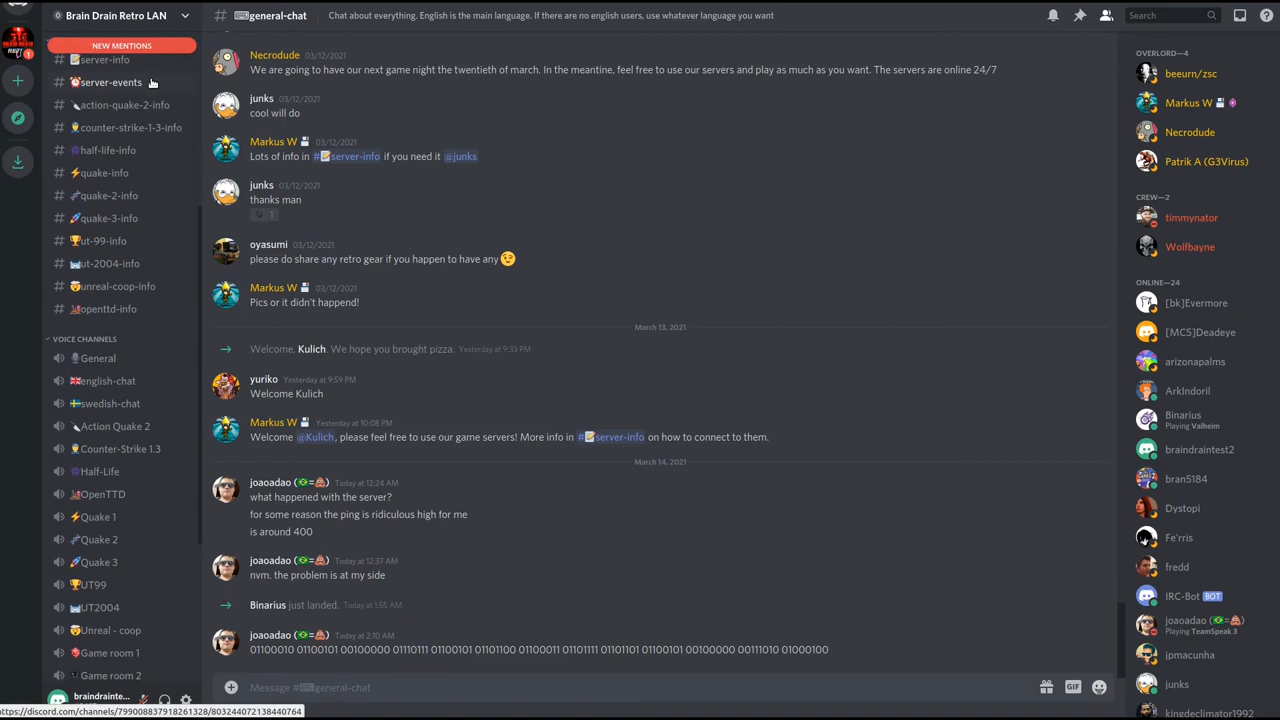 Brain Drain Retro LAN
general-chat
Chat about everything. English is the main language. If there are no english users, use whatever language you want
Search
NEW MENTIONS
server-info
server-events
action-quake-2-info
counter-strike-1-3-info
half-life-info
quake-info
quake-2-info
quake-3-info
ut-99-info
ut-2004-info
unreal-coop-info
openttd-info
VOICE CHANNELS
General
english-chat
swedish-chat
Action Quake 2
Counter-Strike 1.3
Half-Life
OpenTTD
Quake 1
Quake 2
Quake 3
UT99
UT2004
Unreal - coop
Game room 1
Game room 2
braindrainte...
https://discord.com/channels/799008837918261328/803244072138440764
Necrodude 03/12/2021
We are going to have our next game night the twentieth of march. In the meantime, feel free to use our servers and play as much as you want. The servers are online 24/7
junks 03/12/2021
cool will do
Markus W 💾 03/12/2021
Lots of info in #📝server-info if you need it @junks
junks 03/12/2021
thanks man
1
oyasumi 03/12/2021
please do share any retro gear if you happen to have any😉
Markus W 💾 03/12/2021
Pics or it didn't happend!
March 13, 2021
Welcome, Kulich. We hope you brought pizza. Yesterday at 9:33 PM
yuriko Yesterday at 9:59 PM
Welcome Kulich
Markus W 💾 Yesterday at 10:08 PM
Welcome @Kulich, please feel free to use our game servers! More info in #📝server-info on how to connect to them.
March 14, 2021
joaoadao (🇧🇷=💩) Today at 12:24 AM
what happened with the server?
for some reason the ping is ridiculous high for me
is around 400
joaoadao (🇧🇷=💩) Today at 12:37 AM
nvm. the problem is at my side
Binarius just landed. Today at 1:55 AM
joaoadao (🇧🇷=💩) Today at 2:10 AM
01100010 01100101 00100000 01110111 01100101 01101100 01100011 01101111 01101101 01100101 00100000 00111010 01000100
Message #general-chat
GIF
OVERLORD—4
beeurn/zsc
Markus W 💾
Necrodude
Patrik A (G3Virus)
CREW—2
timmynator
Wolfbayne
ONLINE—24
[bk]Evermore
[MC5]Deadeye
arizonapalms
ArkIndoril
Binarius
Playing Valheim
braindraintest2
bran5184
Dystopi
Fe'rris
fredd
IRC-Bot BOT
joaoadao (🇧🇷=💩)
Playing TeamSpeak 3
jpmacunha
junks
kingdeclimator1992